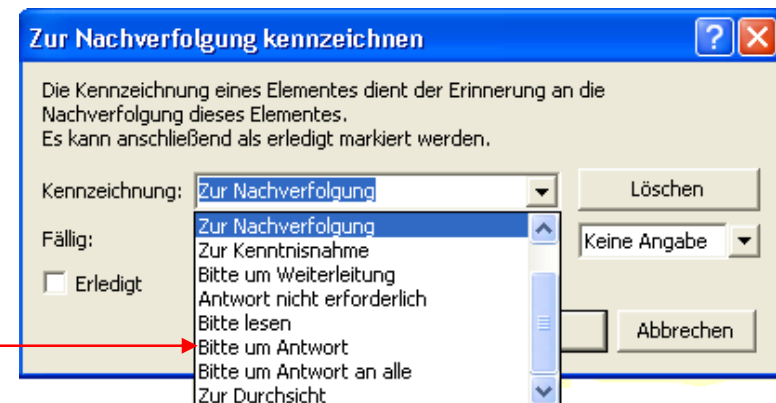 Zur Nachverfolgung kennzeichnen
Die Kennzeichnung eines Elementes dient der Erinnerung an die
Nachverfolgung dieses Elementes.
Es kann anschließend als erledigt markiert werden.
Kennzeichnung: Zur Nachverfolgung Löschen
Zur Nachverfolgung
Fällig: Keine Angabe
Zur Kenntnisnahme
Bitte um Weiterleitung
Erledigt
Antwort nicht erforderlich
Bitte lesen
Abbrechen
Bitte um Antwort
Bitte um Antwort an alle
Zur Durchsicht